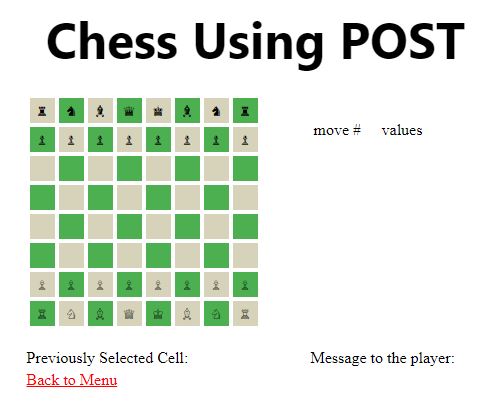 Chess Using POST
move # values
Previously Selected Cell:
Message to the player:
Back to Menu